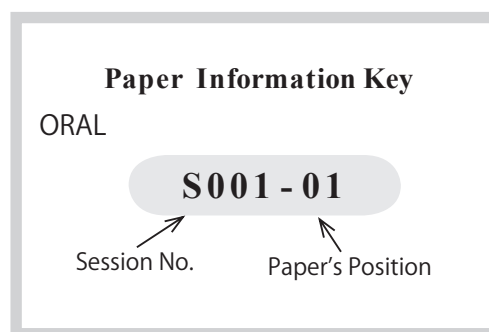 Paper Information Key
ORAL
S001-01
Session No.
Paper's Position